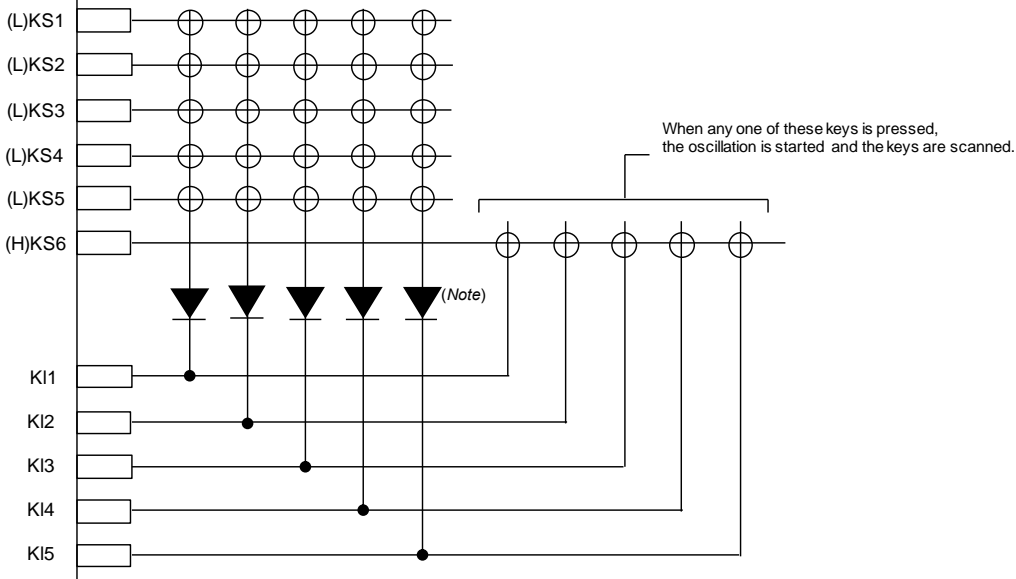 (L)KS1
(L)KS2
(L)KS3
(L)KS4
(L)KS5
(H)KS6
When any one of these keys is pressed,
the oscillation is started and the keys are scanned.
(Note)
KI1
KI2
KI3
KI4
KI5